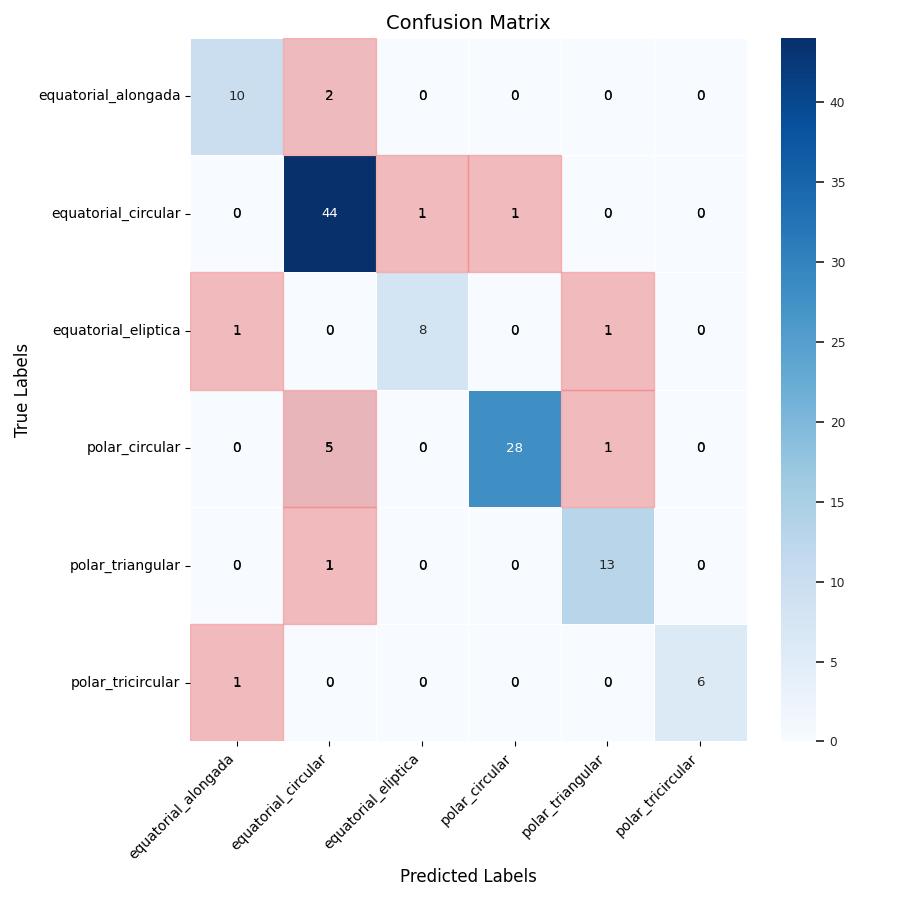 Confusion Matrix
equatorial_alongada 10 2 0 0 0 0
equatorial_circular 0 44 1 1 0 0
equatorial_eliptica 1 0 8 0 1 0
polar_circular 0 5 0 28 1 0
polar_triangular 0 1 0 0 13 0
polar_tricircular 1 0 0 0 0 6
True Labels
equatorial_alongada equatorial_circular equatorial_eliptica polar_circular polar_triangular polar_tricircular
Predicted Labels
40
35
30
25
20
15
10
5
0